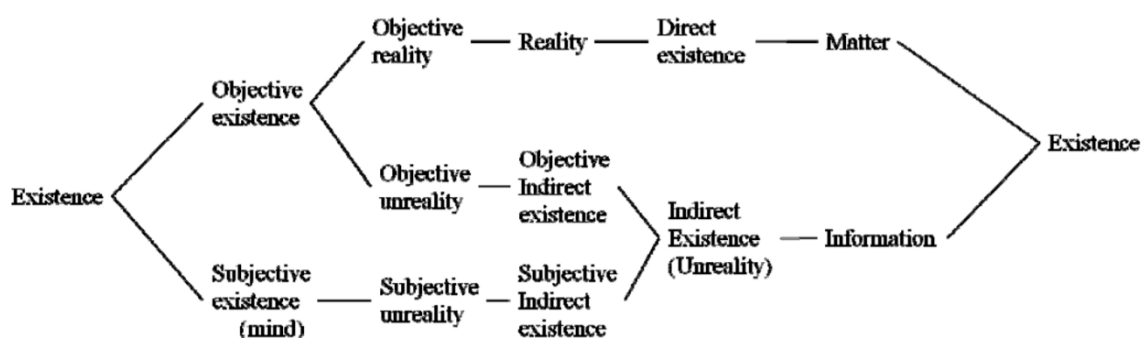 Objective
reality
Reality
Direct
existence
Matter
Objective
existence
Existence
Objective
unreality
Objective
Indirect
existence
Existence
Indirect
Existence
(Unreality)
Information
Subjective
existence
(mind)
Subjective
unreality
Subjective
Indirect
existence